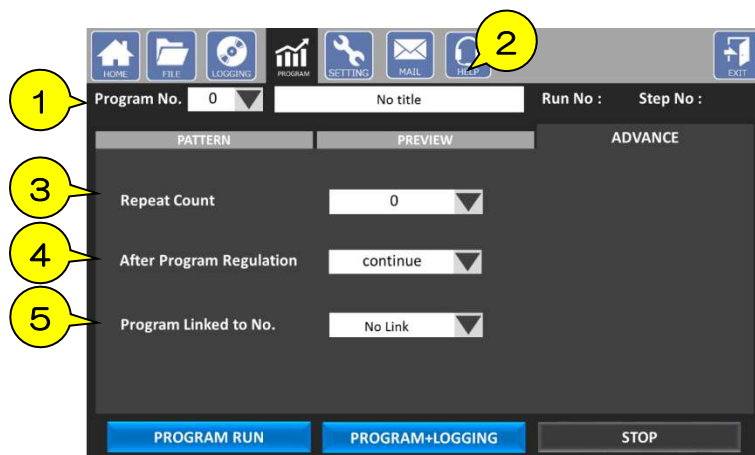 2
HOME FILE LOGGING PROGRAM SETTING MAIL HELP EXIT
1
Program No. 0 No title Run No : Step No :
PATTERN PREVIEW ADVANCE
3
Repeat Count 0
4
After Program Regulation continue
5
Program Linked to No. No Link
PROGRAM RUN PROGRAM+LOGGING STOP